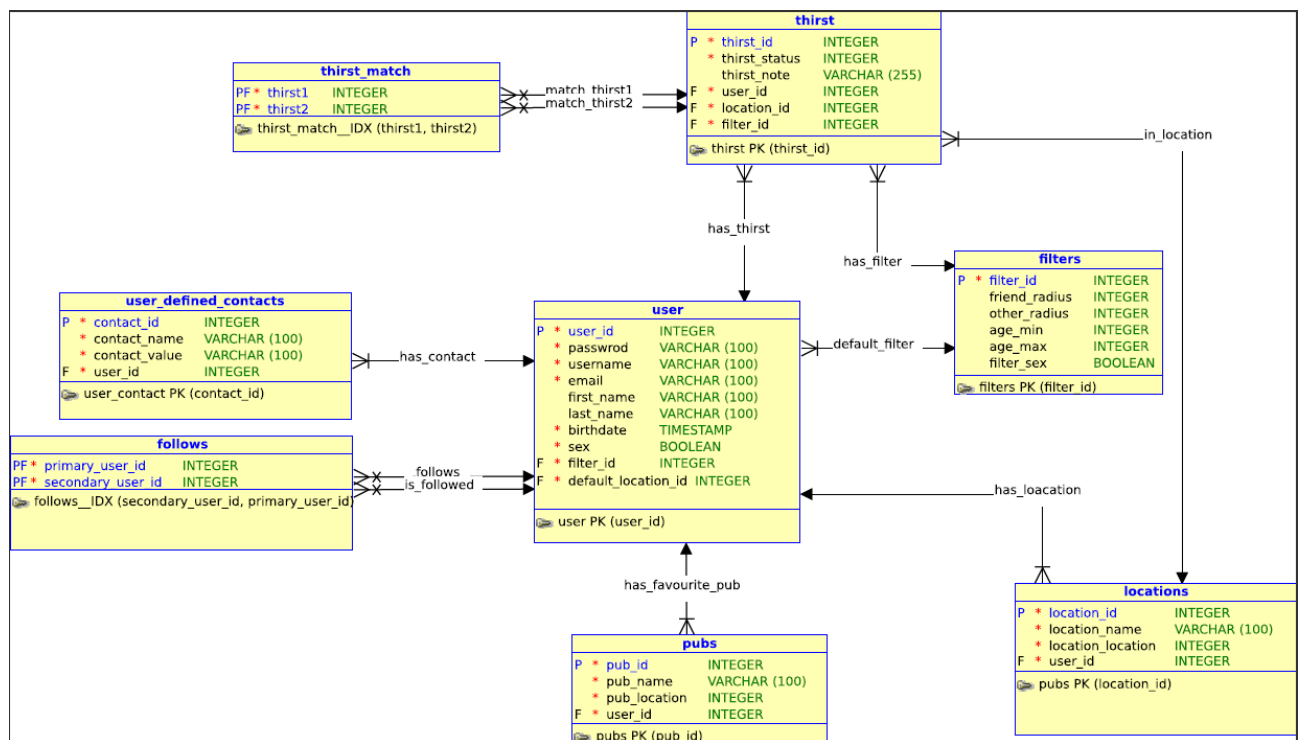 thirst
P * thirst_id INTEGER
* thirst_status INTEGER
thirst_note VARCHAR (255)
F * user_id INTEGER
F * location_id INTEGER
F * filter_id INTEGER
thirst PK (thirst_id)
thirst_match
PF * thirst1 INTEGER
PF * thirst2 INTEGER
thirst_match__IDX (thirst1, thirst2)
match_thirst1
match_thirst2
in_location
has_thirst
has_filter
filters
P * filter_id INTEGER
friend_radius INTEGER
other_radius INTEGER
age_min INTEGER
age_max INTEGER
filter_sex BOOLEAN
filters PK (filter_id)
user_defined_contacts
P * contact_id INTEGER
* contact_name VARCHAR (100)
* contact_value VARCHAR (100)
F * user_id INTEGER
user_contact PK (contact_id)
has_contact
user
P * user_id INTEGER
* passwrod VARCHAR (100)
* username VARCHAR (100)
* email VARCHAR (100)
first_name VARCHAR (100)
last_name VARCHAR (100)
* birthdate TIMESTAMP
* sex BOOLEAN
F * filter_id INTEGER
F * default_location_id INTEGER
user PK (user_id)
default_filter
follows
PF * primary_user_id INTEGER
PF * secondary_user_id INTEGER
follows__IDX (secondary_user_id, primary_user_id)
follows
is_followed
has_loacation
has_favourite_pub
locations
P * location_id INTEGER
* location_name VARCHAR (100)
* location_location INTEGER
F * user_id INTEGER
pubs PK (location_id)
pubs
P * pub_id INTEGER
* pub_name VARCHAR (100)
* pub_location INTEGER
F * user_id INTEGER
pubs PK (pub_id)